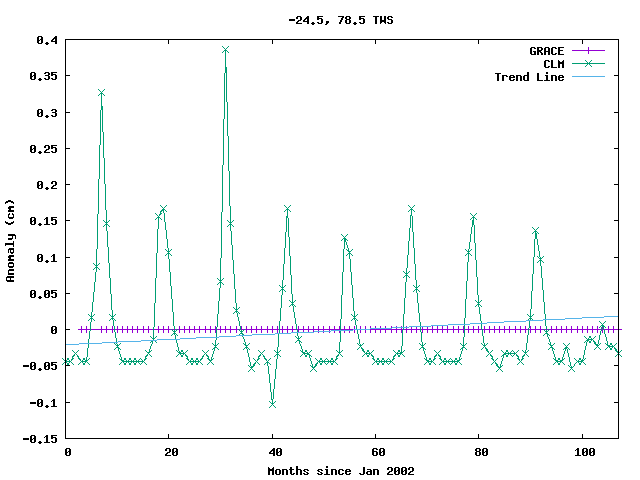 -24.5, 78.5 TWS
GRACE
CLM
Trend Line
0.4
0.35
0.3
0.25
0.2
0.15
0.1
0.05
0
-0.05
-0.1
-0.15
Anomaly (cm)
0 20 40 60 80 100
Months since Jan 2002